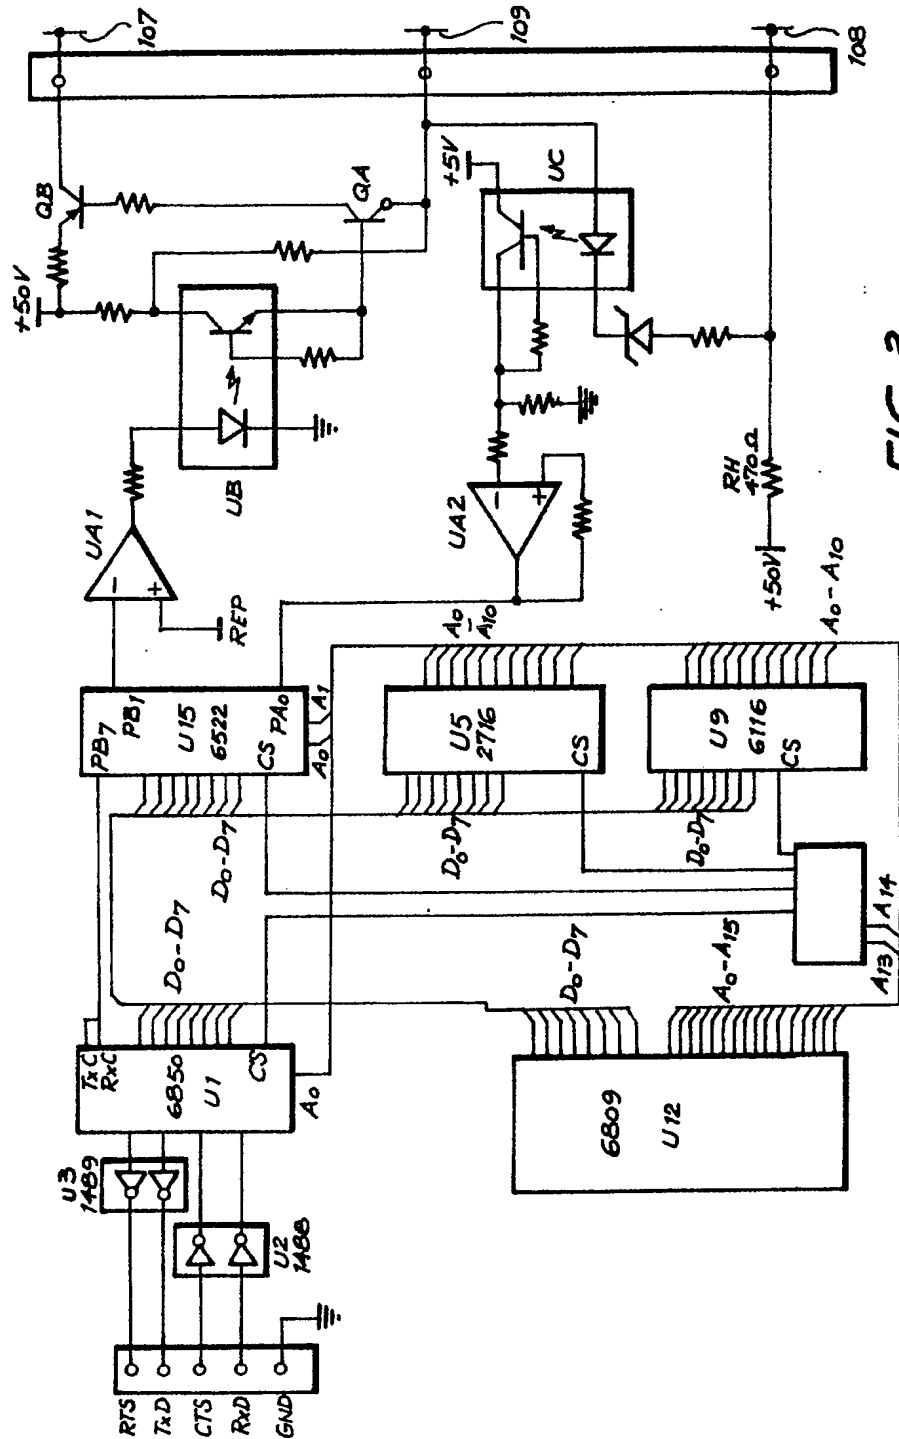 RTS
TxD
CTS
RxD
GND
U3
1489
U2
1488
TxC
RxC
6850
U1
CS
A0
D0-D7
PB7
PB1
U15
6522
CS
PA0
A0
A1
D0-D7
UA1
-
+
REP
UB
+50V
QB
QA
107
109
108
+5V
UC
UA2
-
+
RH
470Ω
+50V
A0
-
A10
U5
2716
CS
D0-D7
U9
6116
CS
D0-D7
A0-A10
6809
U12
D0-D7
A0-A15
A13
A14